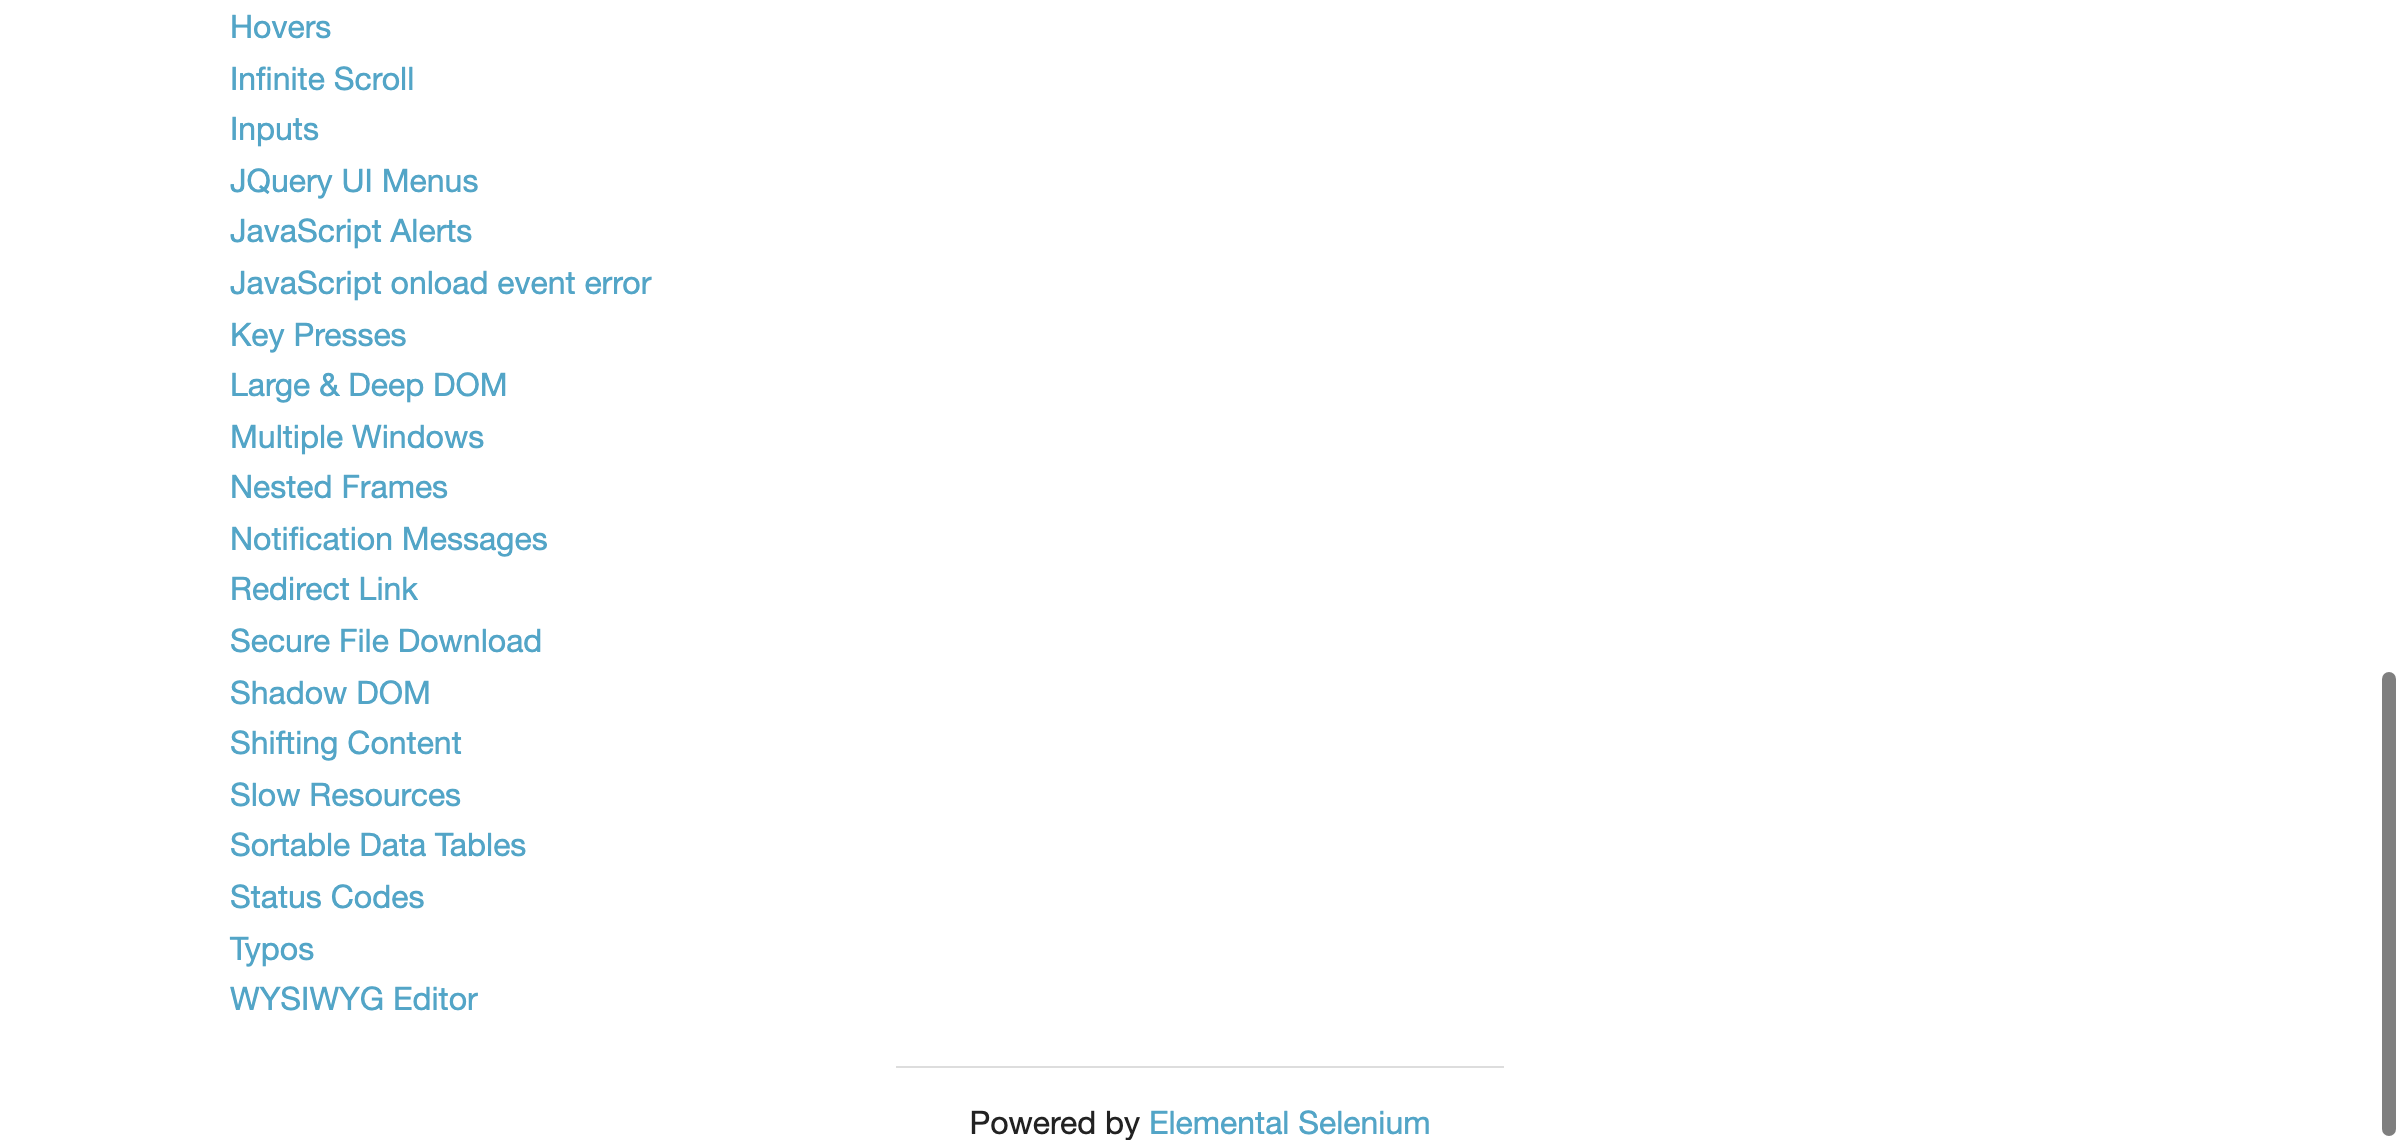 Hovers
Infinite Scroll
Inputs
JQuery UI Menus
JavaScript Alerts
JavaScript onload event error
Key Presses
Large & Deep DOM
Multiple Windows
Nested Frames
Notification Messages
Redirect Link
Secure File Download
Shadow DOM
Shifting Content
Slow Resources
Sortable Data Tables
Status Codes
Typos
WYSIWYG Editor
Powered by Elemental Selenium